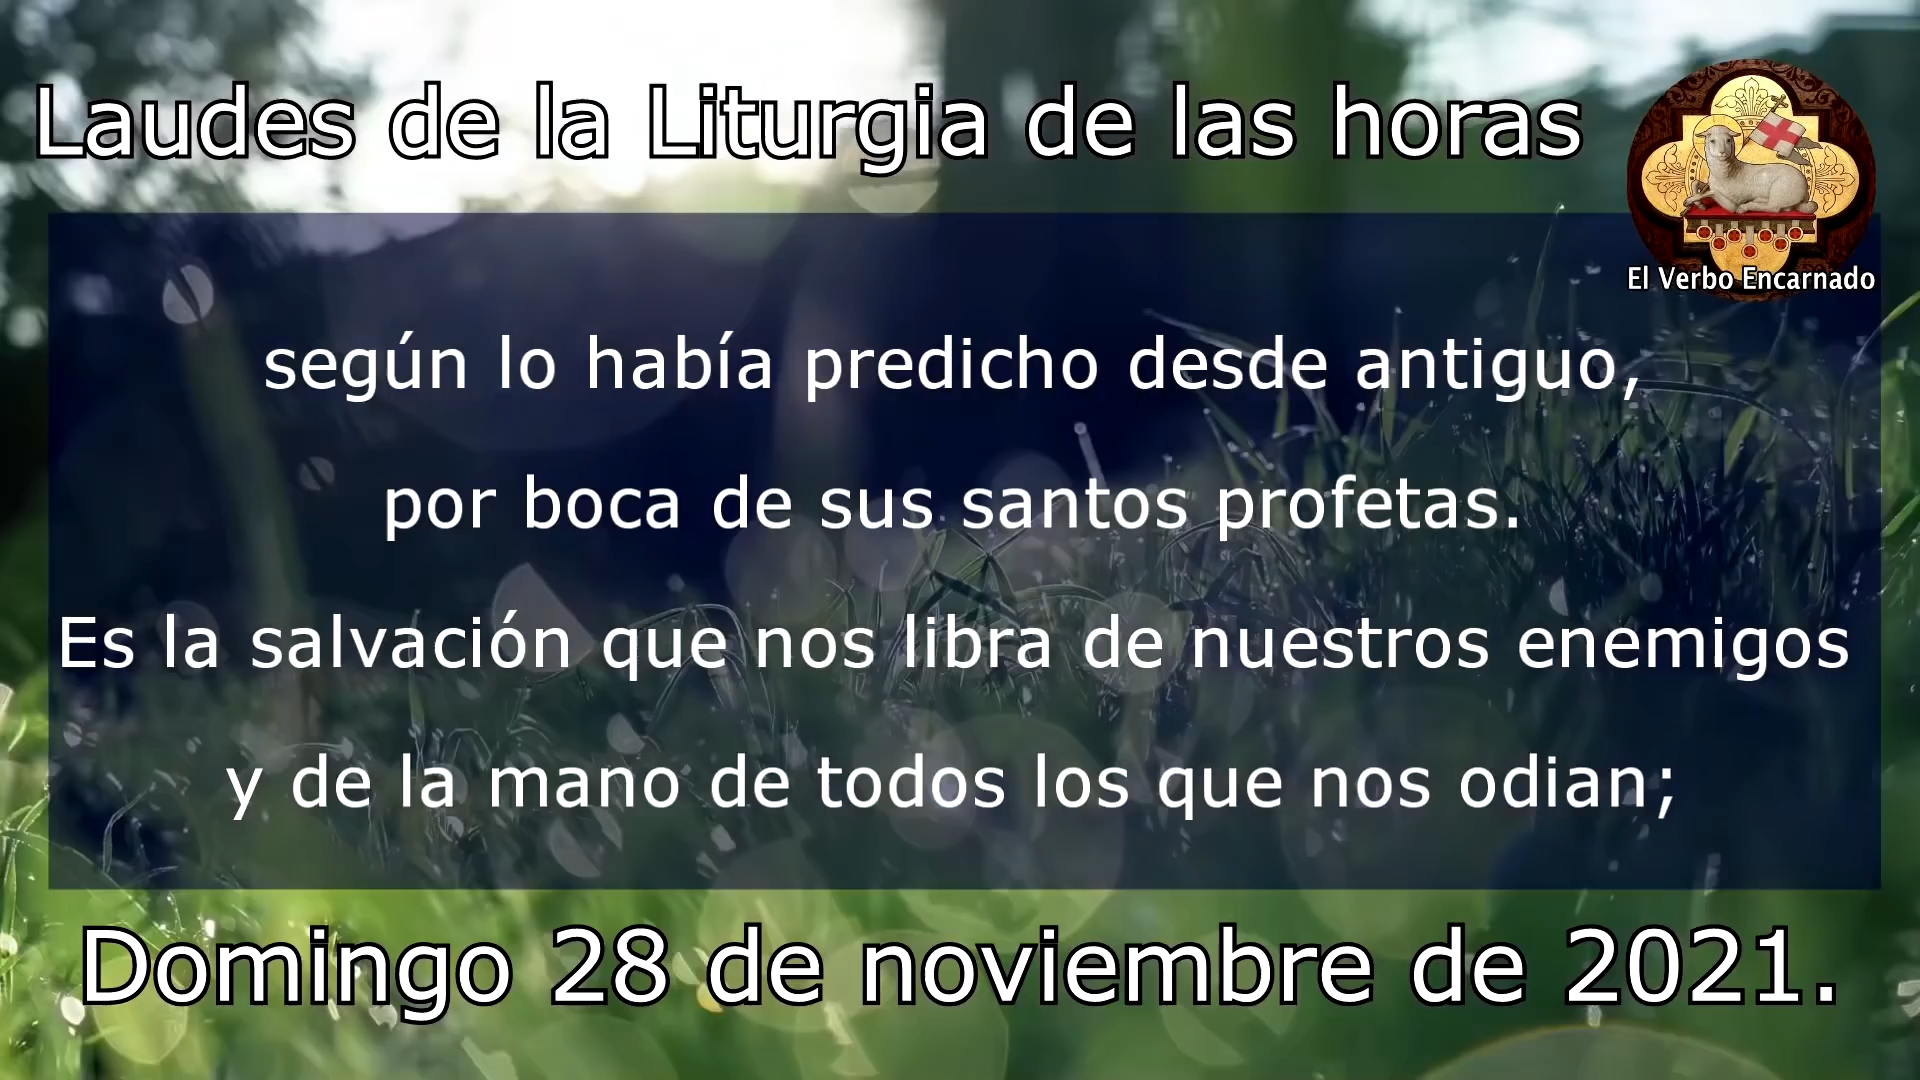 Laudes de la Liturgia de las horas
El Verbo Encarnado
según lo había predicho desde antiguo,
por boca de sus santos profetas.
Es la salvación que nos libra de nuestros enemigos
y de la mano de todos los que nos odian;
Domingo 28 de noviembre de 2021.